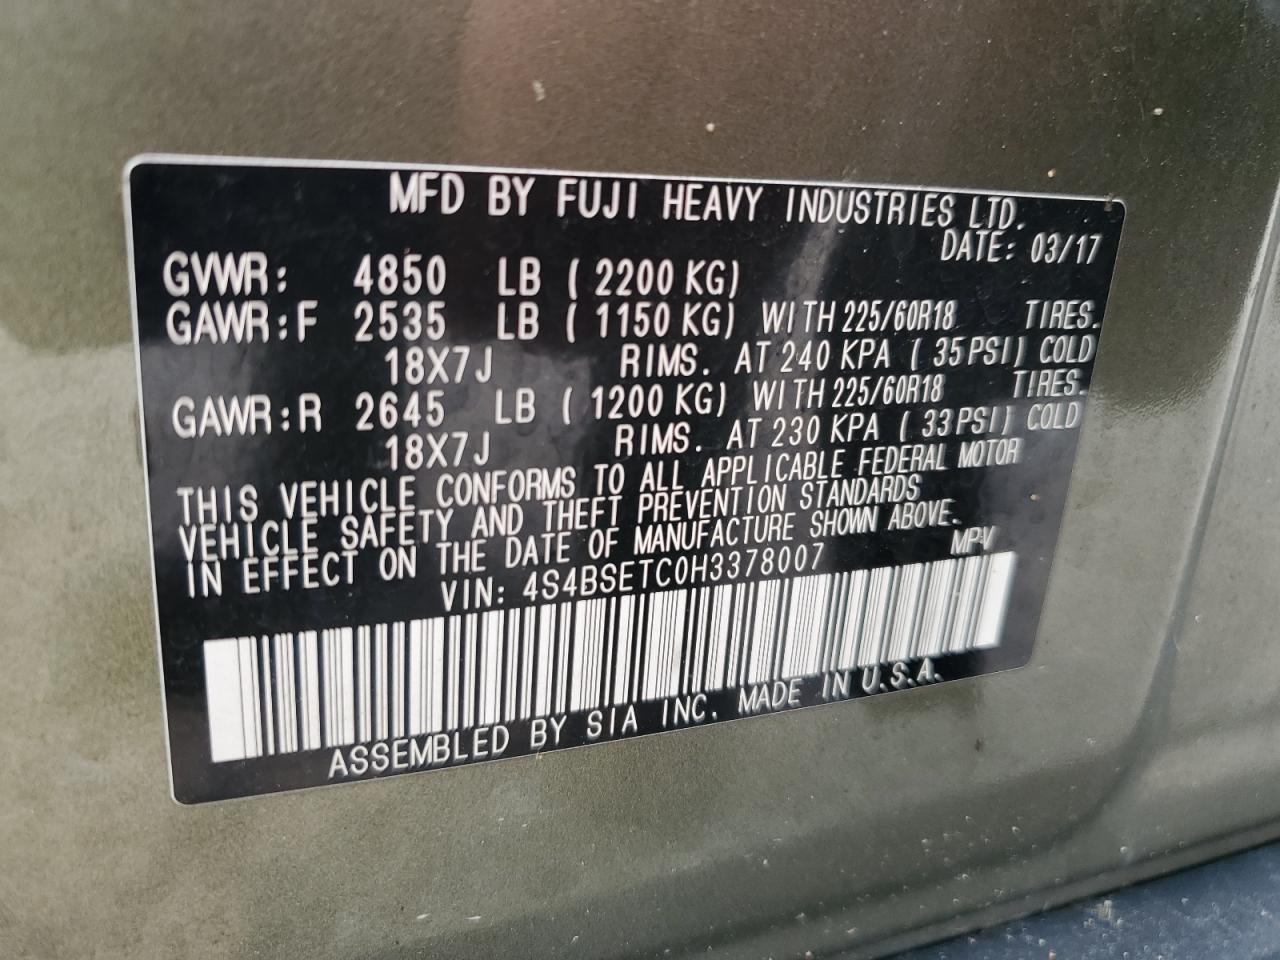 MFD BY FUJI HEAVY INDUSTRIES LTD.
DATE: 03/17
GVWR: 4850 LB ( 2200 KG)
GAWR:F 2535 LB ( 1150 KG) WITH 225/60R18 TIRES.
18X7J RIMS. AT 240 KPA ( 35PSI) COLD
GAWR:R 2645 LB ( 1200 KG) WITH 225/60R18 TIRES.
18X7J RIMS. AT 230 KPA ( 33PSI) COLD
THIS VEHICLE CONFORMS TO ALL APPLICABLE FEDERAL MOTOR
VEHICLE SAFETY AND THEFT PREVENTION STANDARDS
IN EFFECT ON THE DATE OF MANUFACTURE SHOWN ABOVE.
VIN: 4S4BSETC0H3378007 MPV
ASSEMBLED BY SIA INC. MADE IN U.S.A.